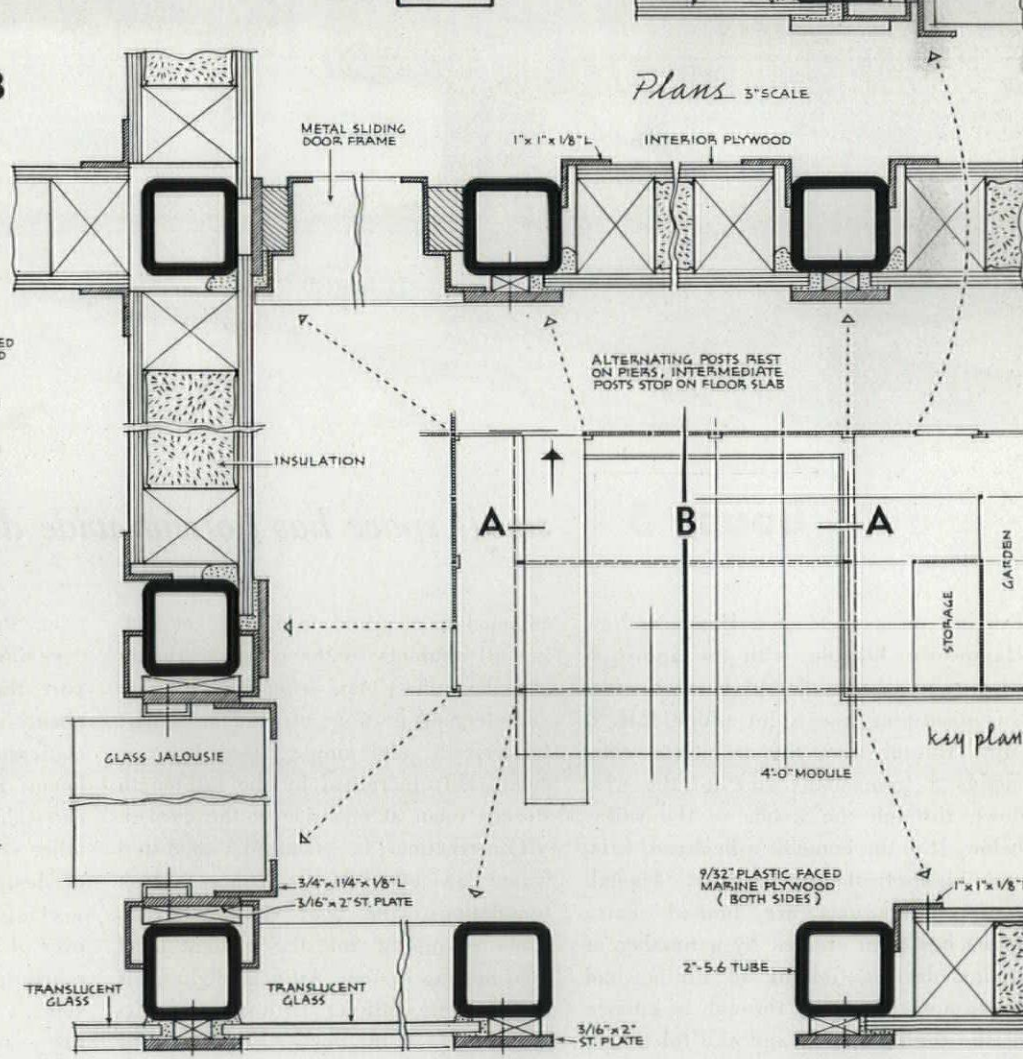 B
Plans 3" SCALE
METAL SLIDING
DOOR FRAME
1" x 1" x 1/8" L
INTERIOR PLYWOOD
ED
D
ALTERNATING POSTS REST
ON PIERS, INTERMEDIATE
POSTS STOP ON FLOOR SLAB
INSULATION
A
B
A
GARDEN
STORAGE
key plan
GLASS JALOUSIE
4'-0" MODULE
3/4" x 1 1/4" x 1/8" L
3/16" x 2" ST. PLATE
9/32" PLASTIC FACED
MARINE PLYWOOD
( BOTH SIDES )
1" x 1" x 1/8"
2"-5.6 TUBE
TRANSLUCENT
GLASS
TRANSLUCENT
GLASS
3/16" x 2"
ST. PLATE